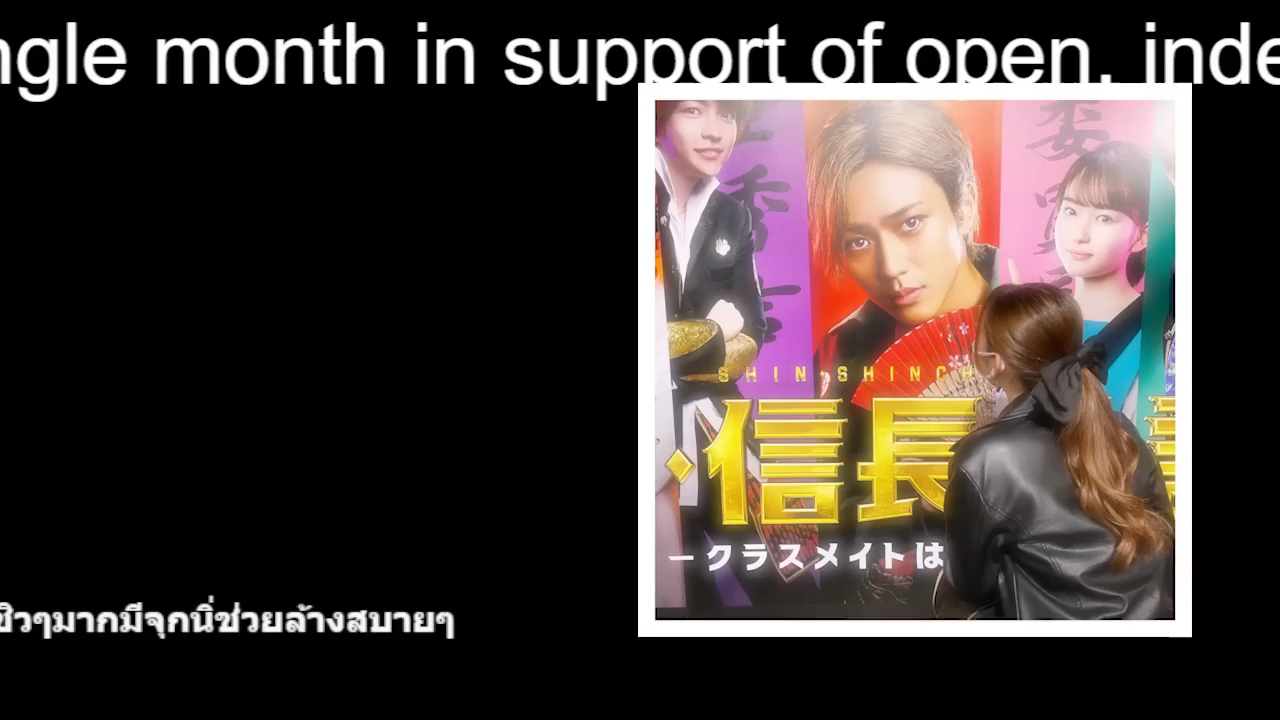 ngle month in support of open, inde
SHIN SHINCH
信長
ークラスメイトは
ชิวๆมากมีจุกนี่ช่วยล้างสบายๆ